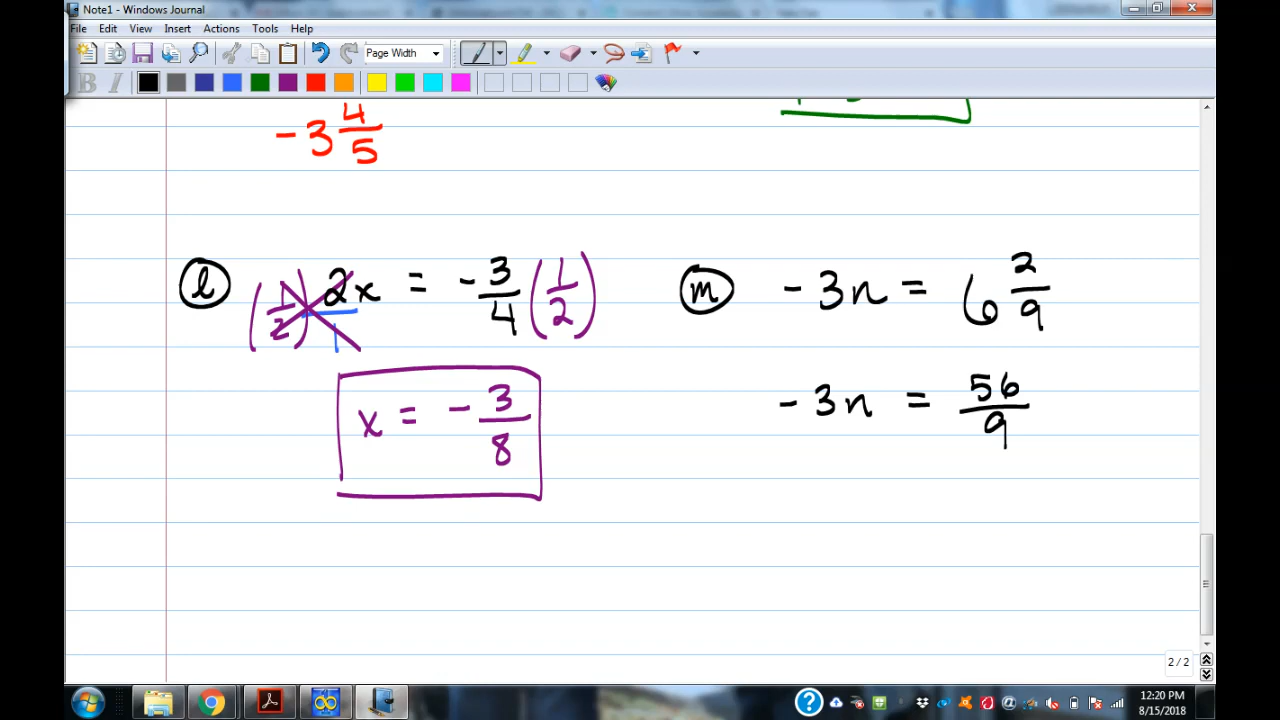 Note1 - Windows Journal
File Edit View Insert Actions Tools Help
Page Width
B I
-3 4/5
l (1/2) 2x/1 = -3/4 (1/2)
x = -3/8
m -3n = 6 2/9
-3n = 56/9
2 / 2
12:20 PM
8/15/2018